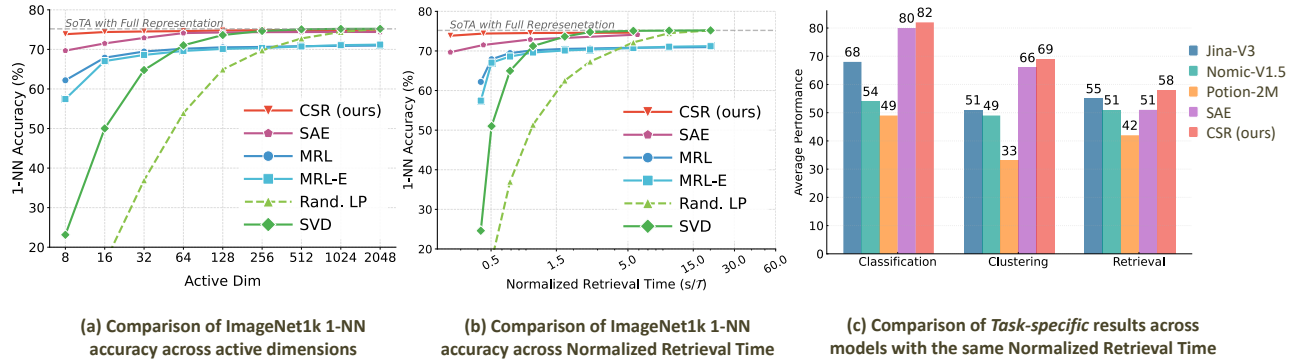 SoTA with Full Representation
80
70
60
50
40
30
20
1-NN Accuracy (%)
CSR (ours)
SAE
MRL
MRL-E
Rand. LP
SVD
8
16
32
64
128
256
512
1024
2048
Active Dim
(a) Comparison of ImageNet1k 1-NN
accuracy across active dimensions
SoTA with Full Represenetation
80
70
60
50
40
30
20
1-NN Accuracy (%)
CSR (ours)
SAE
MRL
MRL-E
Rand. LP
SVD
0.5
1.0
5.0
15.0
30.0
60.0
Normalized Retrieval Time (s/𝒯)
(b) Comparison of ImageNet1k 1-NN
accuracy across Normalized Retrieval Time
80
70
60
50
40
30
20
10
0
Average Performance
68
54
49
80
82
51
49
33
66
69
55
51
42
51
58
Classification
Clustering
Retrieval
Jina-V3
Nomic-V1.5
Potion-2M
SAE
CSR (ours)
(c) Comparison of Task-specific results across
models with the same Normalized Retrieval Time